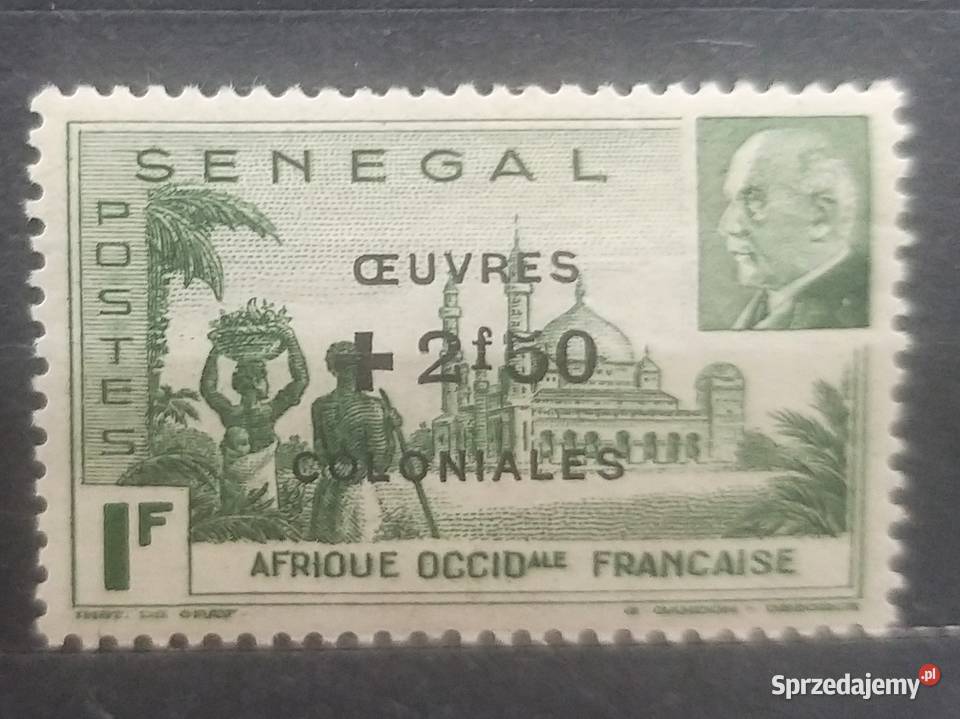 SENEGAL
POSTES
ŒUVRES
+ 2f50
COLONIALES
1F
AFRIQUE OCCIDALE FRANCAISE
Sprzedajemy.pl